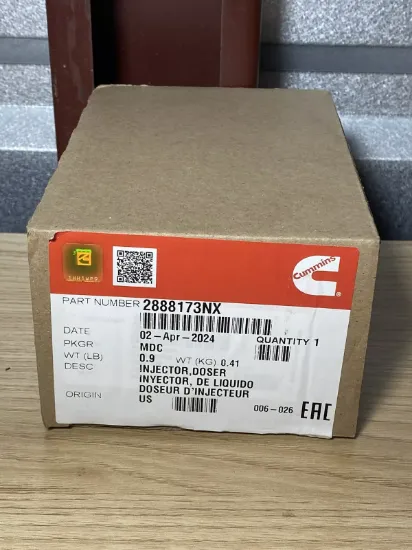 Cummins
PART NUMBER 2888173NX
DATE 02-Apr-2024 QUANTITY 1
PKGR MDC
WT (LB) 0.9 WT (KG) 0.41
DESC INJECTOR,DOSER
INYECTOR, DE LIQUIDO
DOSEUR D'INJECTEUR
ORIGIN US
006-026 EAC